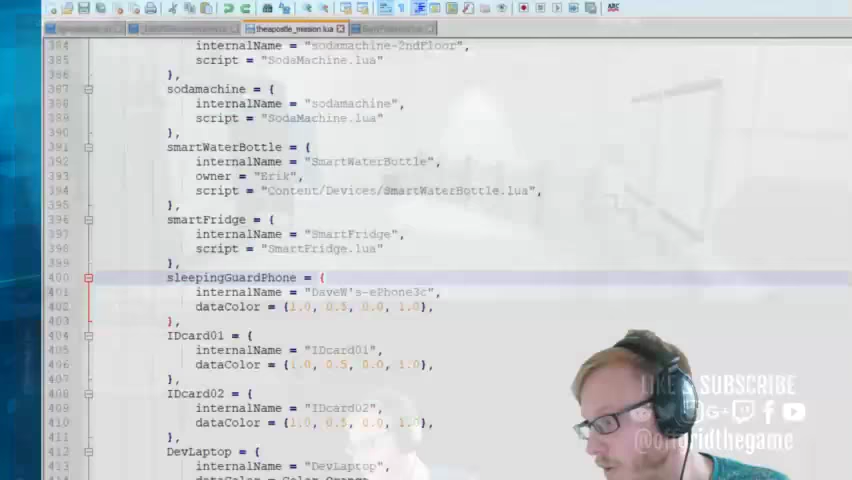 theapostle_mission.lua
384 internalName = "sodamachine-2ndFloor",
385 script = "SodaMachine.lua"
386 },
387 sodamachine = {
388 internalName = "sodamachine",
389 script = "SodaMachine.lua"
390 },
391 smartWaterBottle = {
392 internalName = "SmartWaterBottle",
393 owner = "Erik",
394 script = "Content/Devices/SmartWaterBottle.lua",
395 },
396 smartFridge = {
397 internalName = "SmartFridge",
398 script = "SmartFridge.lua"
399 },
400 sleepingGuardPhone = {
401 internalName = "DaveW's-ePhone3c",
402 dataColor = {1.0, 0.5, 0.0, 1.0},
403 },
404 IDcard01 = {
405 internalName = "IDcard01",
406 dataColor = {1.0, 0.5, 0.0, 1.0},
407 },
408 IDcard02 = {
409 internalName = "IDcard02",
410 dataColor = {1.0, 0.5, 0.0, 1.0},
411 },
412 DevLaptop = {
413 internalName = "DevLaptop",
LIKE & SUBSCRIBE
@offgridthegame